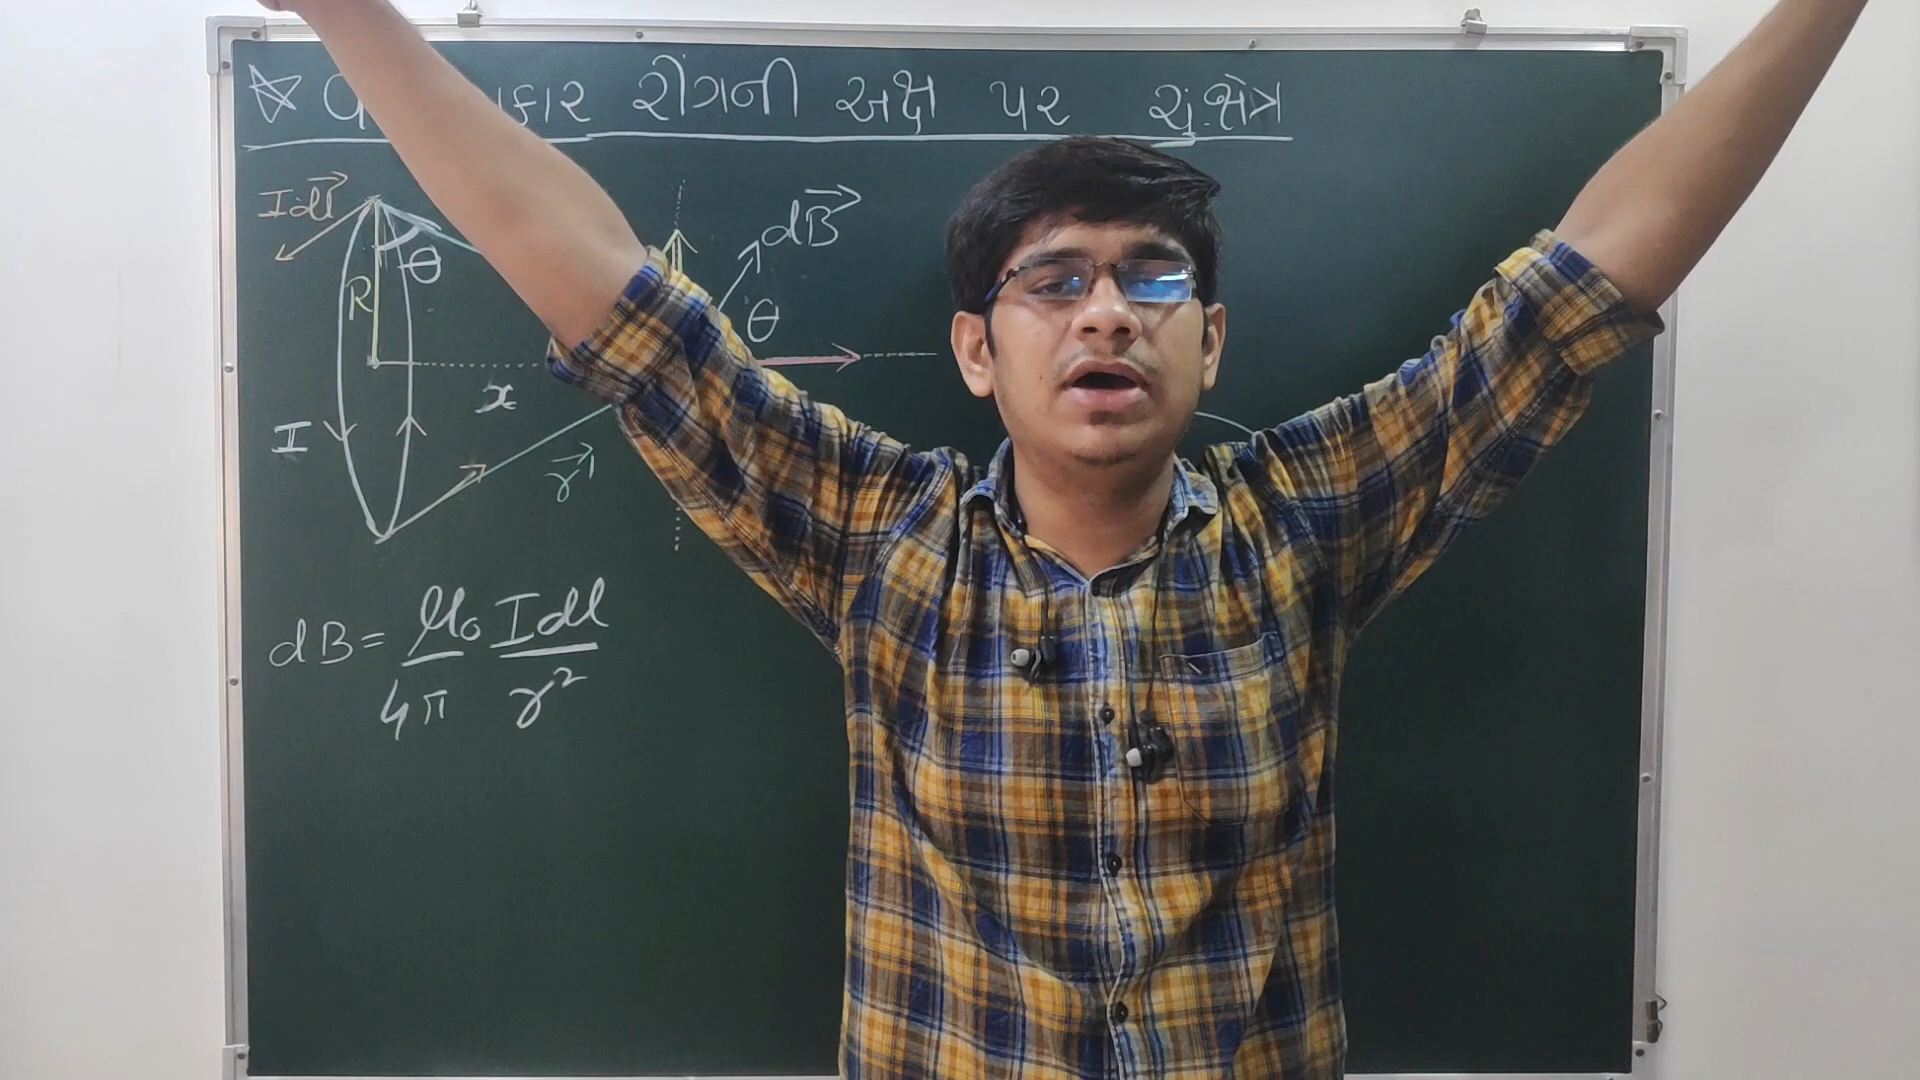 કાર રીંગની અક્ષ પર ચું.ક્ષેત્ર
Idl
θ
R
dB
θ
x
I
r
dB = μ₀/4π Idl/r²